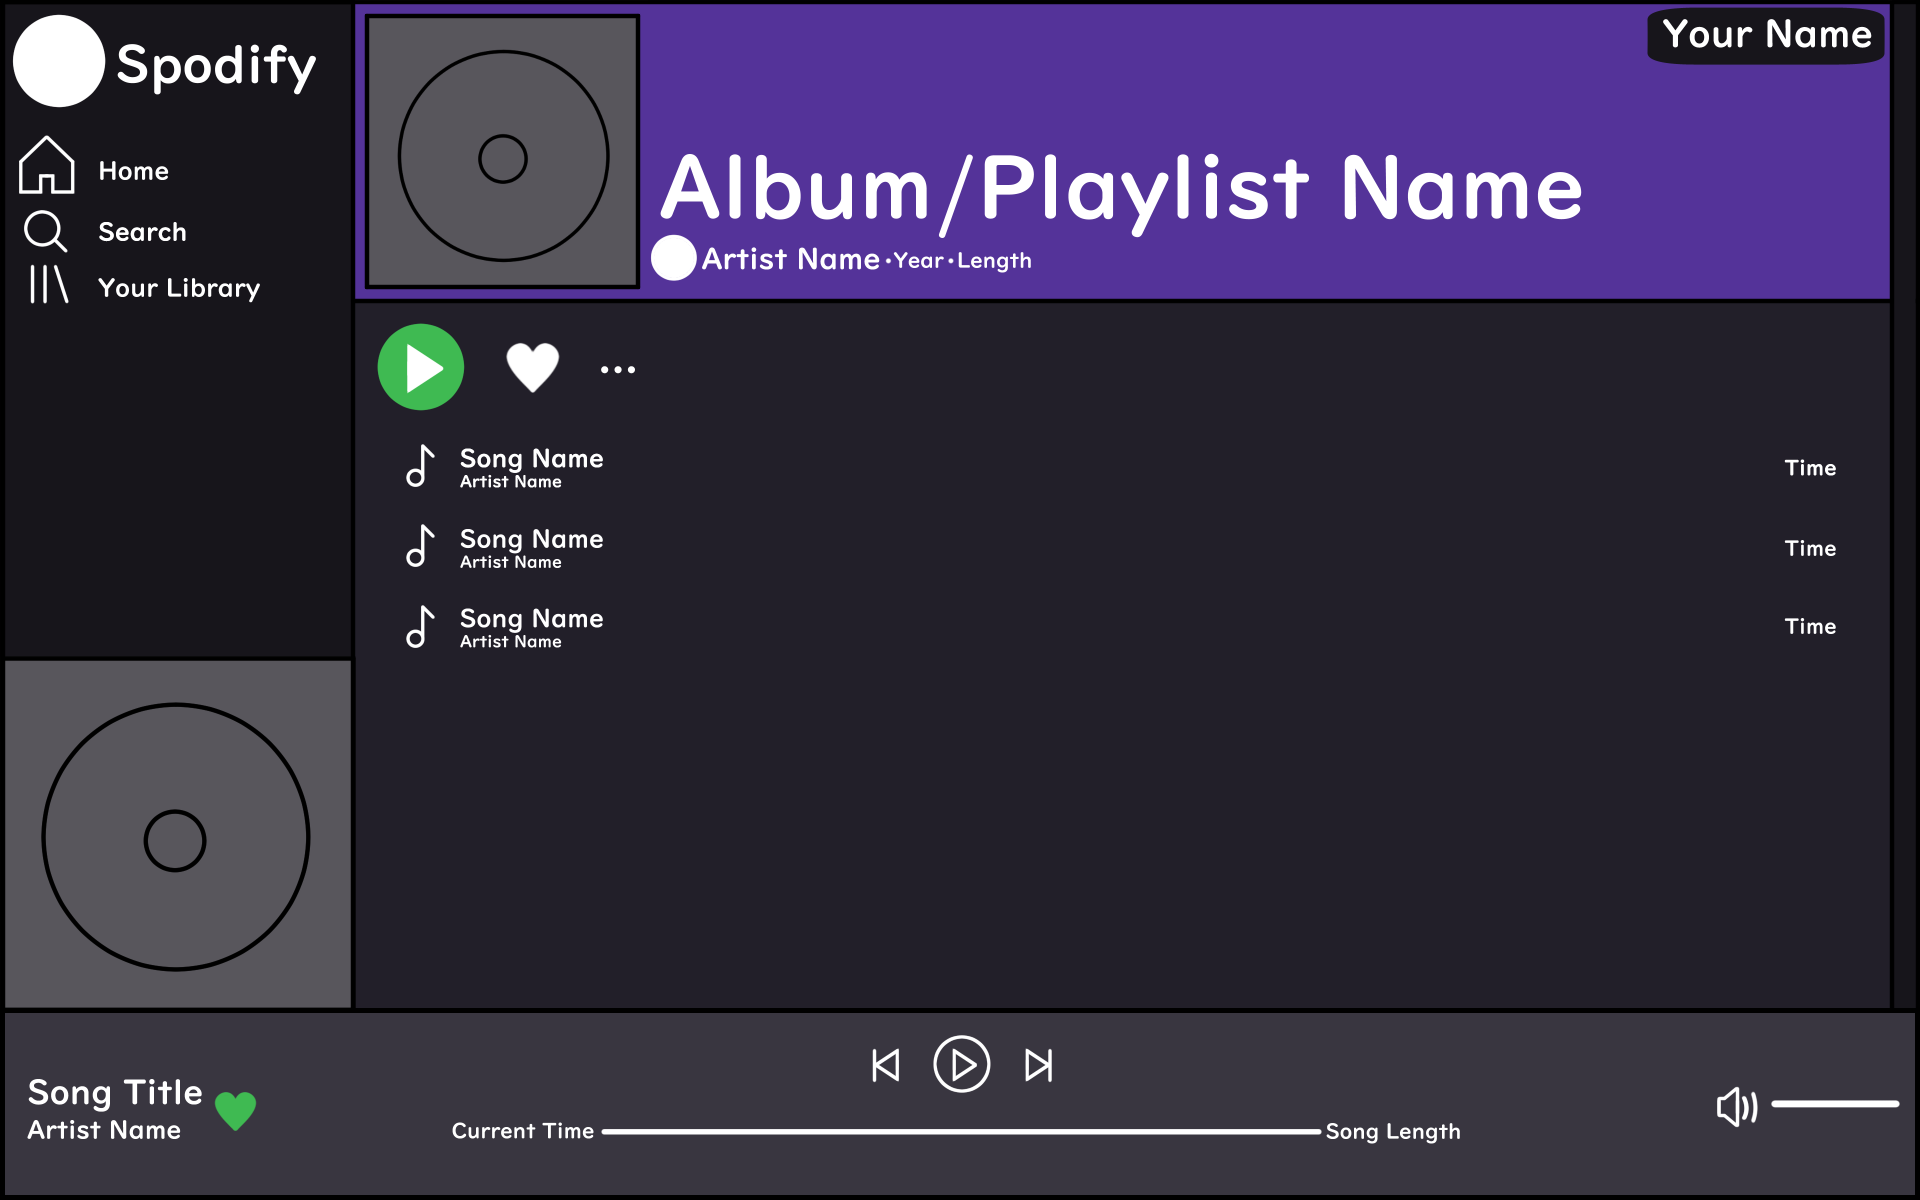 Spodify
Home
Search
Your Library
Your Name
Album/Playlist Name
Artist Name·Year·Length
Song Name
Artist Name
Time
Song Name
Artist Name
Time
Song Name
Artist Name
Time
Song Title
Artist Name
Current Time
Song Length